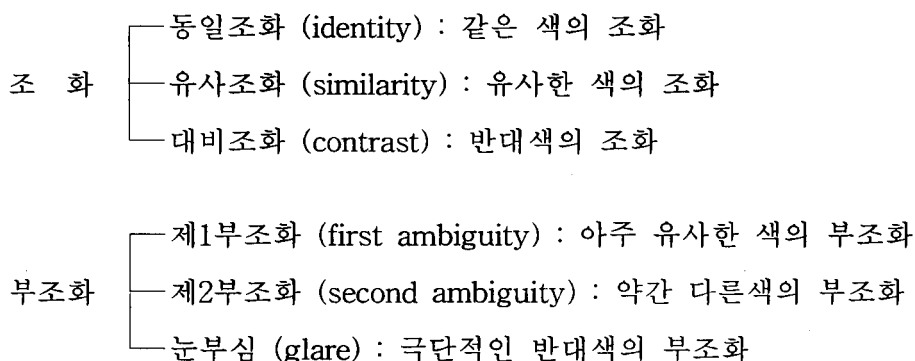 동일조화 (identity) : 같은 색의 조화
조 화 유사조화 (similarity) : 유사한 색의 조화
대비조화 (contrast) : 반대색의 조화
제1부조화 (first ambiguity) : 아주 유사한 색의 부조화
부조화 제2부조화 (second ambiguity) : 약간 다른색의 부조화
눈부심 (glare) : 극단적인 반대색의 부조화